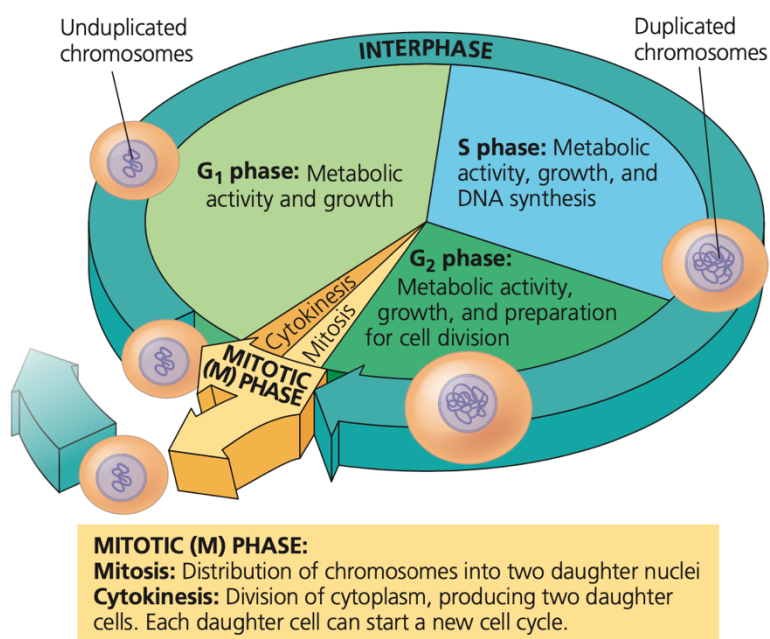 Unduplicated
chromosomes
Duplicated
chromosomes
INTERPHASE
G₁ phase: Metabolic
activity and growth
S phase: Metabolic
activity, growth, and
DNA synthesis
G₂ phase:
Metabolic activity,
growth, and preparation
for cell division
Cytokinesis
Mitosis
MITOTIC
(M) PHASE
MITOTIC (M) PHASE:
Mitosis: Distribution of chromosomes into two daughter nuclei
Cytokinesis: Division of cytoplasm, producing two daughter
cells. Each daughter cell can start a new cell cycle.